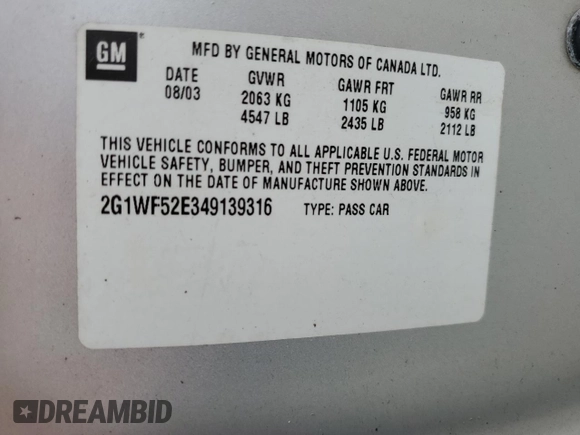 GM
MFD BY GENERAL MOTORS OF CANADA LTD.
DATE GVWR GAWR FRT GAWR RR
08/03 2063 KG 1105 KG 958 KG
4547 LB 2435 LB 2112 LB
THIS VEHICLE CONFORMS TO ALL APPLICABLE U.S. FEDERAL MOTOR
VEHICLE SAFETY, BUMPER, AND THEFT PREVENTION STANDARDS IN
EFFECT ON THE DATE OF MANUFACTURE SHOWN ABOVE.
2G1WF52E349139316 TYPE: PASS CAR
DREAMBID